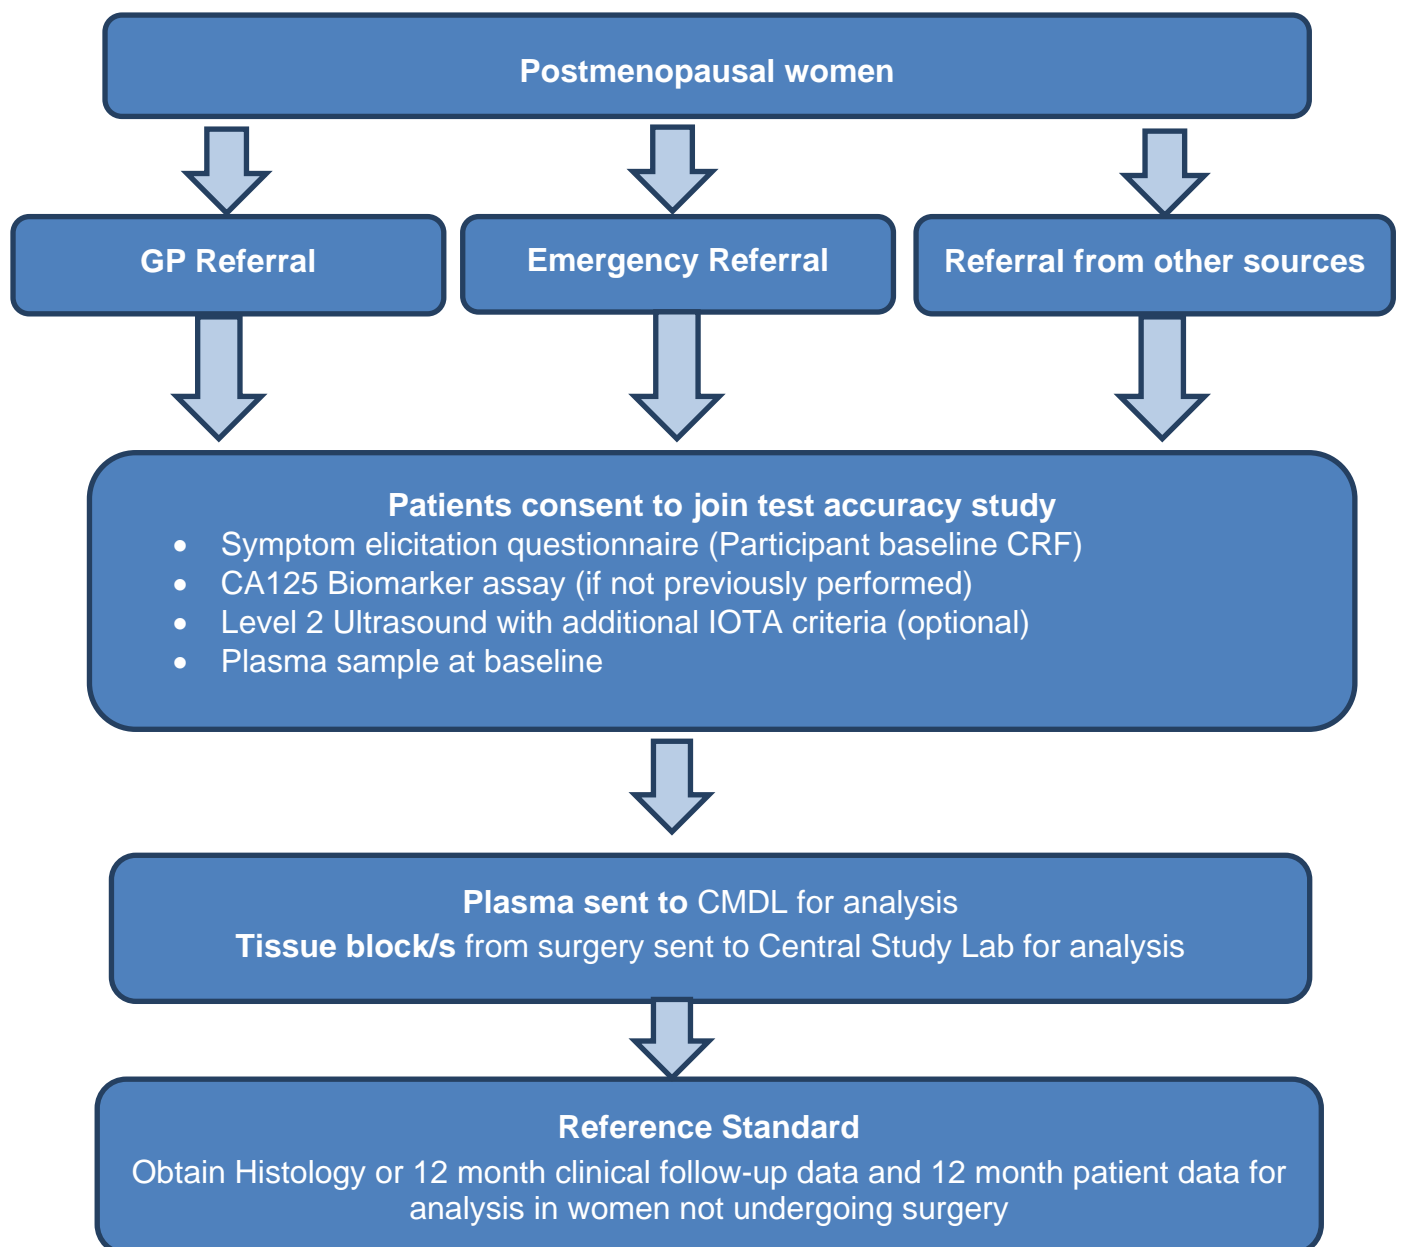 Postmenopausal women
GP Referral
Emergency Referral
Referral from other sources
Patients consent to join test accuracy study
• Symptom elicitation questionnaire (Participant baseline CRF)
• CA125 Biomarker assay (if not previously performed)
• Level 2 Ultrasound with additional IOTA criteria (optional)
• Plasma sample at baseline
Plasma sent to CMDL for analysis
Tissue block/s from surgery sent to Central Study Lab for analysis
Reference Standard
Obtain Histology or 12 month clinical follow-up data and 12 month patient data for
analysis in women not undergoing surgery